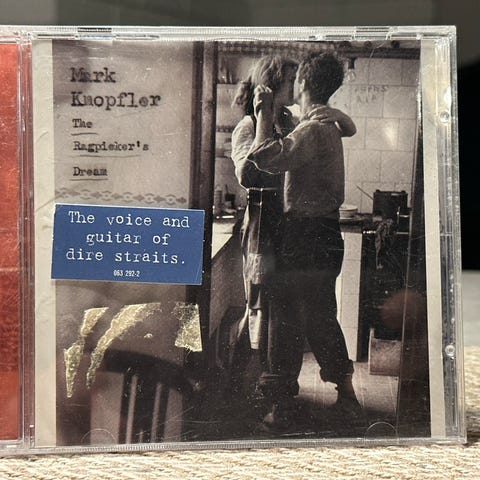 Mark
Knopfler
The
Ragpicker's
Dream
The voice and
guitar of
dire straits.
063 292-2